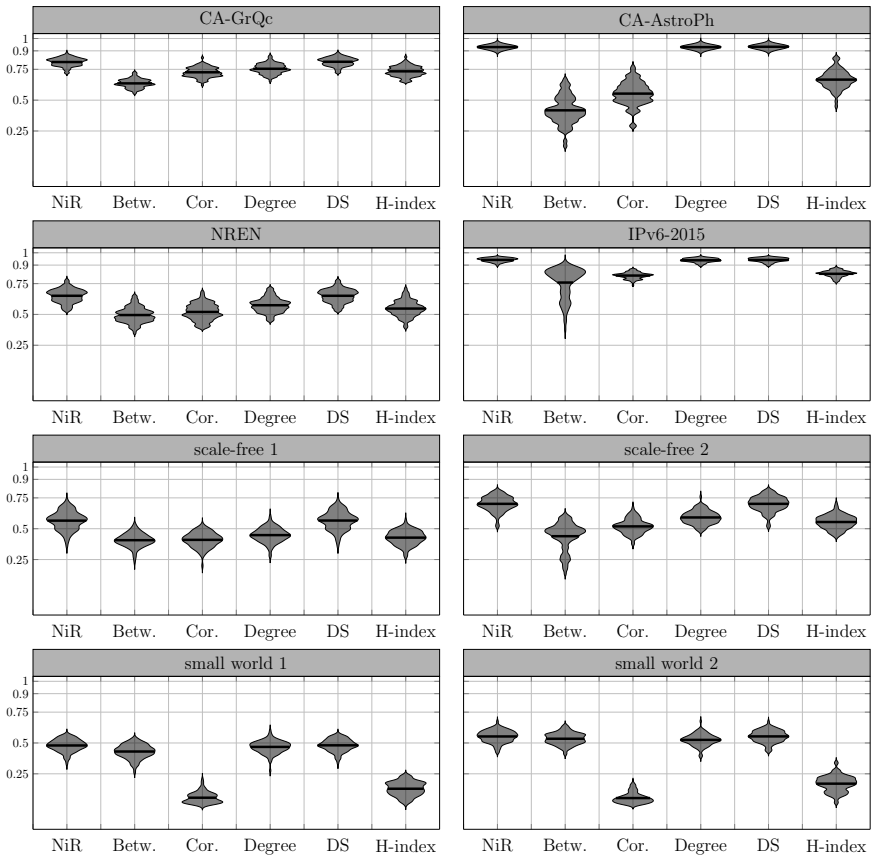 CA-GrQc
CA-AstroPh
1
0.9
0.75
0.5
0.25
NiR Betw. Cor. Degree DS H-index
NiR Betw. Cor. Degree DS H-index
NREN
IPv6-2015
1
0.9
0.75
0.5
0.25
NiR Betw. Cor. Degree DS H-index
NiR Betw. Cor. Degree DS H-index
scale-free 1
scale-free 2
1
0.9
0.75
0.5
0.25
NiR Betw. Cor. Degree DS H-index
NiR Betw. Cor. Degree DS H-index
small world 1
small world 2
1
0.9
0.75
0.5
0.25
NiR Betw. Cor. Degree DS H-index
NiR Betw. Cor. Degree DS H-index